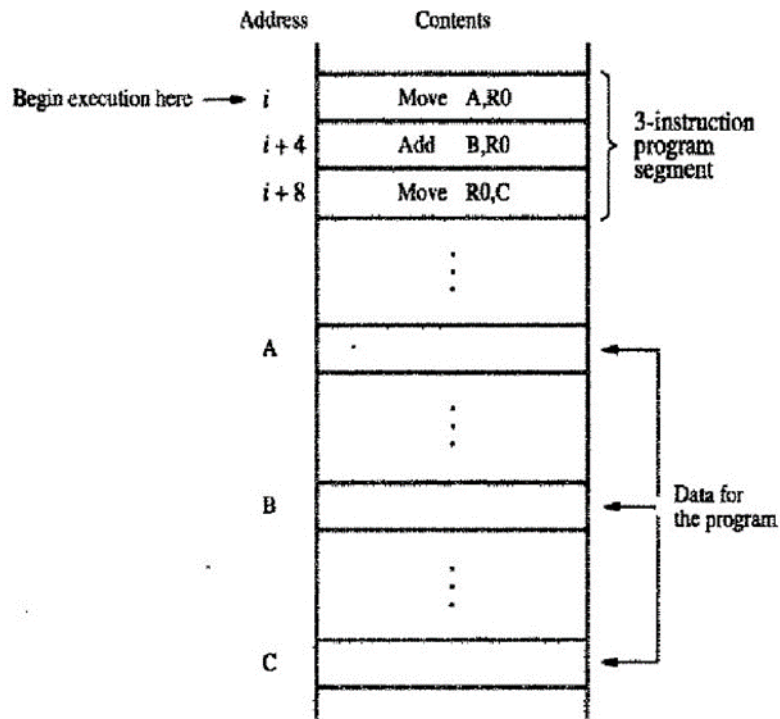 Address Contents
Begin execution here i Move A,R0
i + 4 Add B,R0
i + 8 Move R0,C
3-instruction
program
segment
A
B
Data for
the program
C